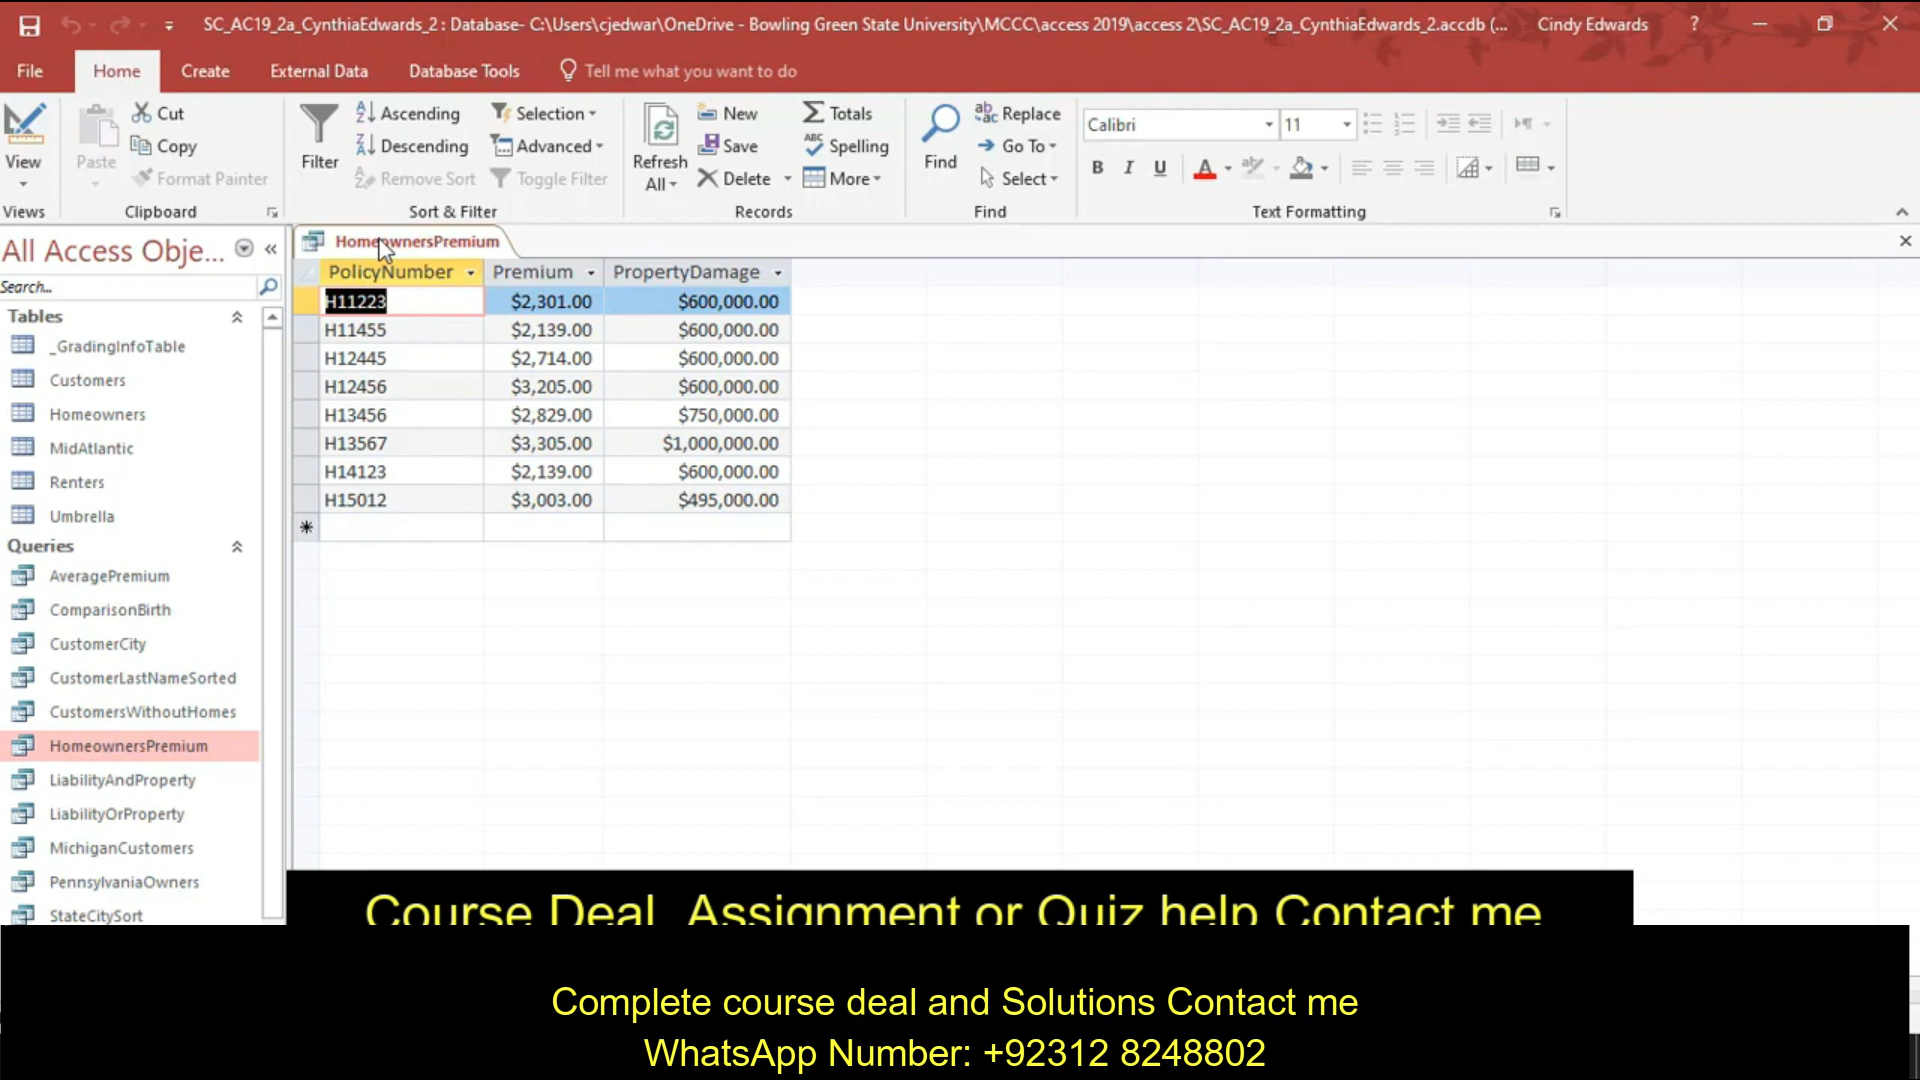 SC_AC19_2a_CynthiaEdwards_2 : Database- C:\Users\cjedwar\OneDrive - Bowling Green State University\MCCC\access 2019\access 2\SC_AC19_2a_CynthiaEdwards_2.accdb (...
Cindy Edwards
?
File
Home
Create
External Data
Database Tools
Tell me what you want to do
View
Views
Paste
Cut
Copy
Format Painter
Clipboard
Filter
Ascending
Descending
Remove Sort
Selection
Advanced
Toggle Filter
Sort & Filter
Refresh
All
New
Save
Delete
Totals
Spelling
More
Records
Find
Replace
Go To
Select
Find
Calibri
11
B I U
Text Formatting
All Access Obje...
Search...
Tables
_GradingInfoTable
Customers
Homeowners
MidAtlantic
Renters
Umbrella
Queries
AveragePremium
ComparisonBirth
CustomerCity
CustomerLastNameSorted
CustomersWithoutHomes
HomeownersPremium
LiabilityAndProperty
LiabilityOrProperty
MichiganCustomers
PennsylvaniaOwners
StateCitySort
HomeownersPremium
PolicyNumber Premium PropertyDamage
H11223 $2,301.00 $600,000.00
H11455 $2,139.00 $600,000.00
H12445 $2,714.00 $600,000.00
H12456 $3,205.00 $600,000.00
H13456 $2,829.00 $750,000.00
H13567 $3,305.00 $1,000,000.00
H14123 $2,139.00 $600,000.00
H15012 $3,003.00 $495,000.00
Course Deal, Assignment or Quiz help Contact me
Complete course deal and Solutions Contact me
WhatsApp Number: +92312 8248802